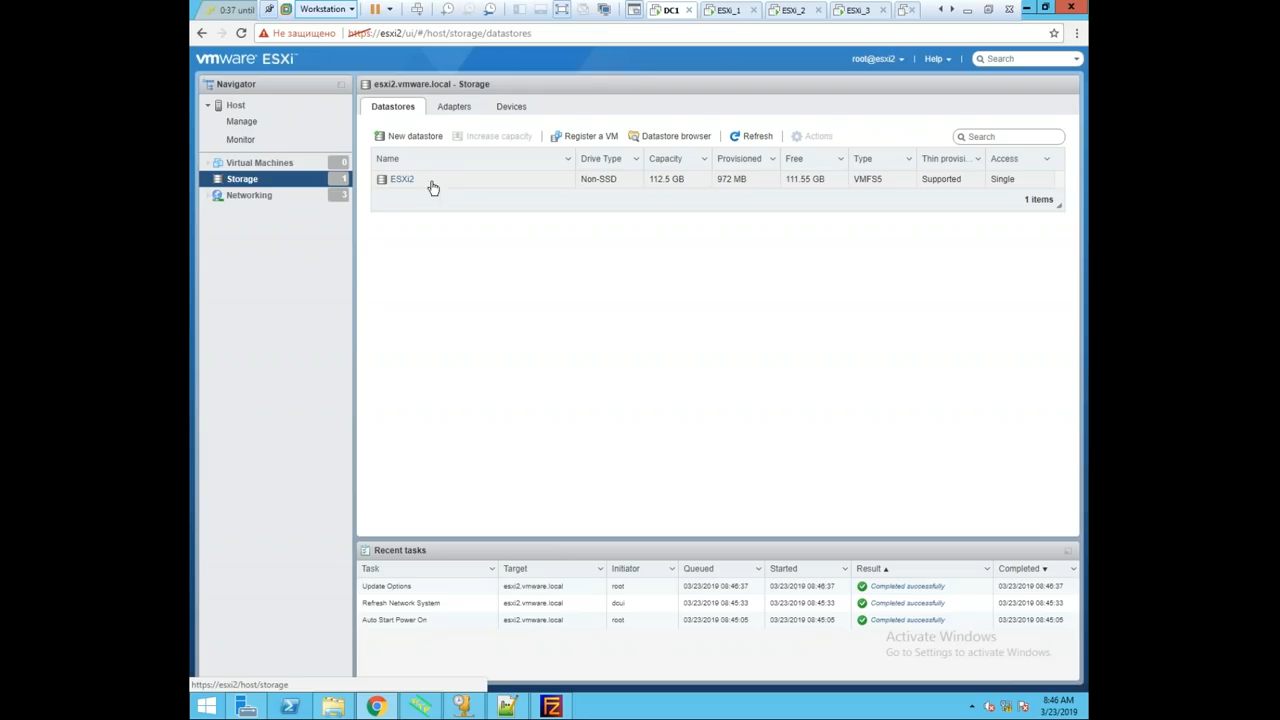 0:37 until Workstation DC1 ESXi_1 ESXi_2 ESXi_3
Не защищено https://esxi2/ui/#/host/storage/datastores
vmware ESXi™ root@esxi2 Help Search
Navigator
Host
Manage
Monitor
Virtual Machines 0
Storage 1
Networking 3
esxi2.vmware.local - Storage
Datastores Adapters Devices
New datastore Increase capacity Register a VM Datastore browser Refresh Actions Search
Name Drive Type Capacity Provisioned Free Type Thin provisi... Access
ESXi2 Non-SSD 112.5 GB 972 MB 111.55 GB VMFS5 Supported Single
1 items
Recent tasks
Task Target Initiator Queued Started Result Completed
Update Options esxi2.vmware.local root 03/23/2019 08:46:37 03/23/2019 08:46:37 Completed successfully 03/23/2019 08:46:37
Refresh Network System esxi2.vmware.local dcui 03/23/2019 08:45:33 03/23/2019 08:45:33 Completed successfully 03/23/2019 08:45:33
Auto Start Power On esxi2.vmware.local root 03/23/2019 08:45:05 03/23/2019 08:45:05 Completed successfully 03/23/2019 08:45:05
Activate Windows
Go to Settings to activate Windows.
https://esxi2/host/storage
8:46 AM
3/23/2019